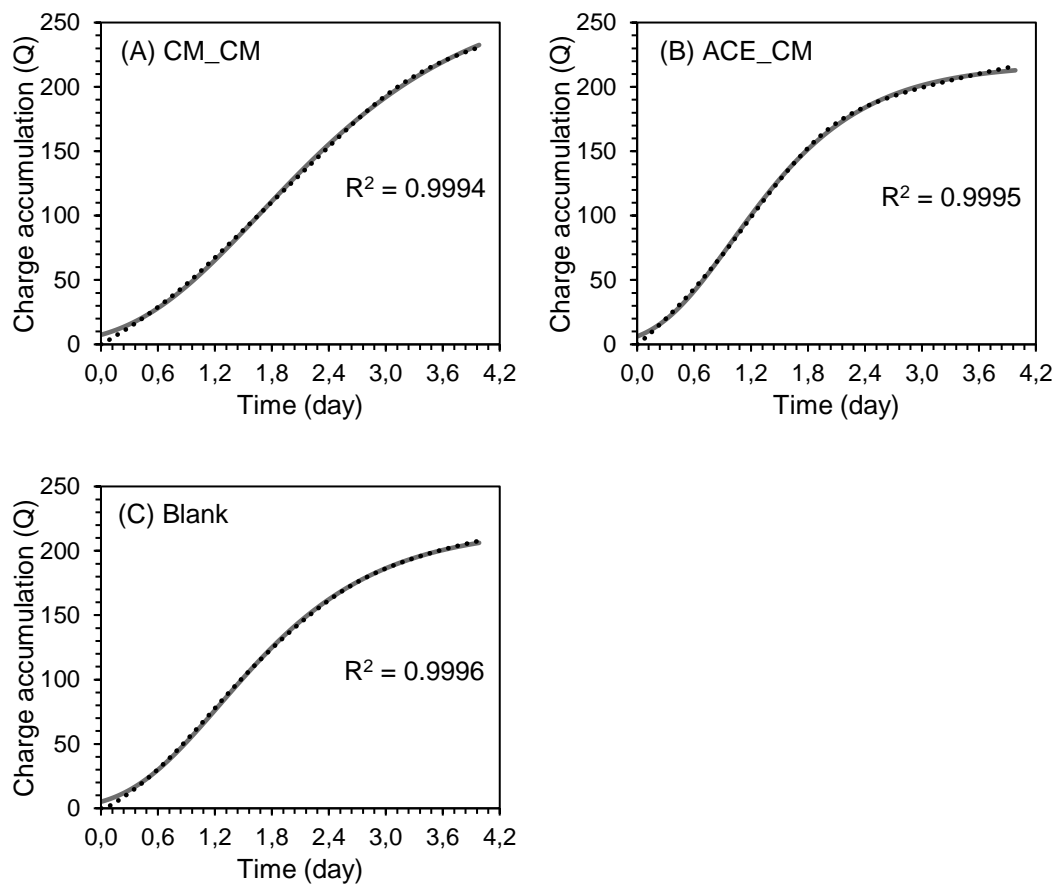 (A) CM_CM
Charge accumulation (Q)
250
200
150
100
50
0
R² = 0.9994
0,0 0,6 1,2 1,8 2,4 3,0 3,6 4,2
Time (day)
(B) ACE_CM
Charge accumulation (Q)
250
200
150
100
50
0
R² = 0.9995
0,0 0,6 1,2 1,8 2,4 3,0 3,6 4,2
Time (day)
(C) Blank
Charge accumulation (Q)
250
200
150
100
50
0
R² = 0.9996
0,0 0,6 1,2 1,8 2,4 3,0 3,6 4,2
Time (day)